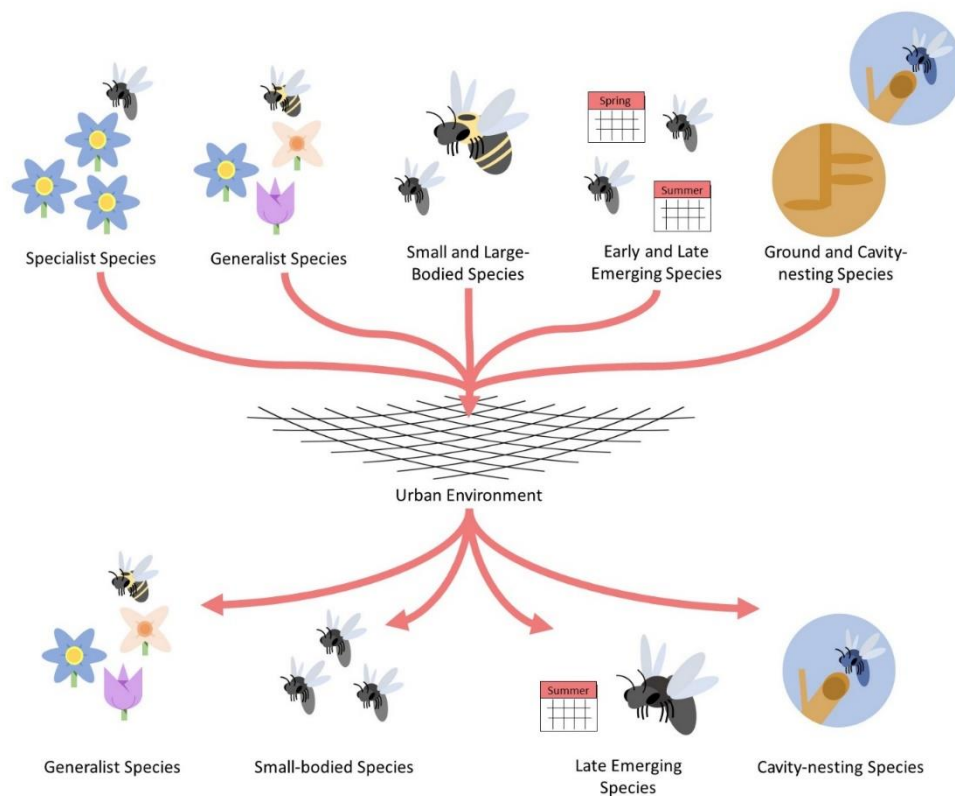 Spring
Summer
Specialist Species
Generalist Species
Small and Large-
Bodied Species
Early and Late
Emerging Species
Ground and Cavity-
nesting Species
Urban Environment
Summer
Generalist Species
Small-bodied Species
Late Emerging
Species
Cavity-nesting Species